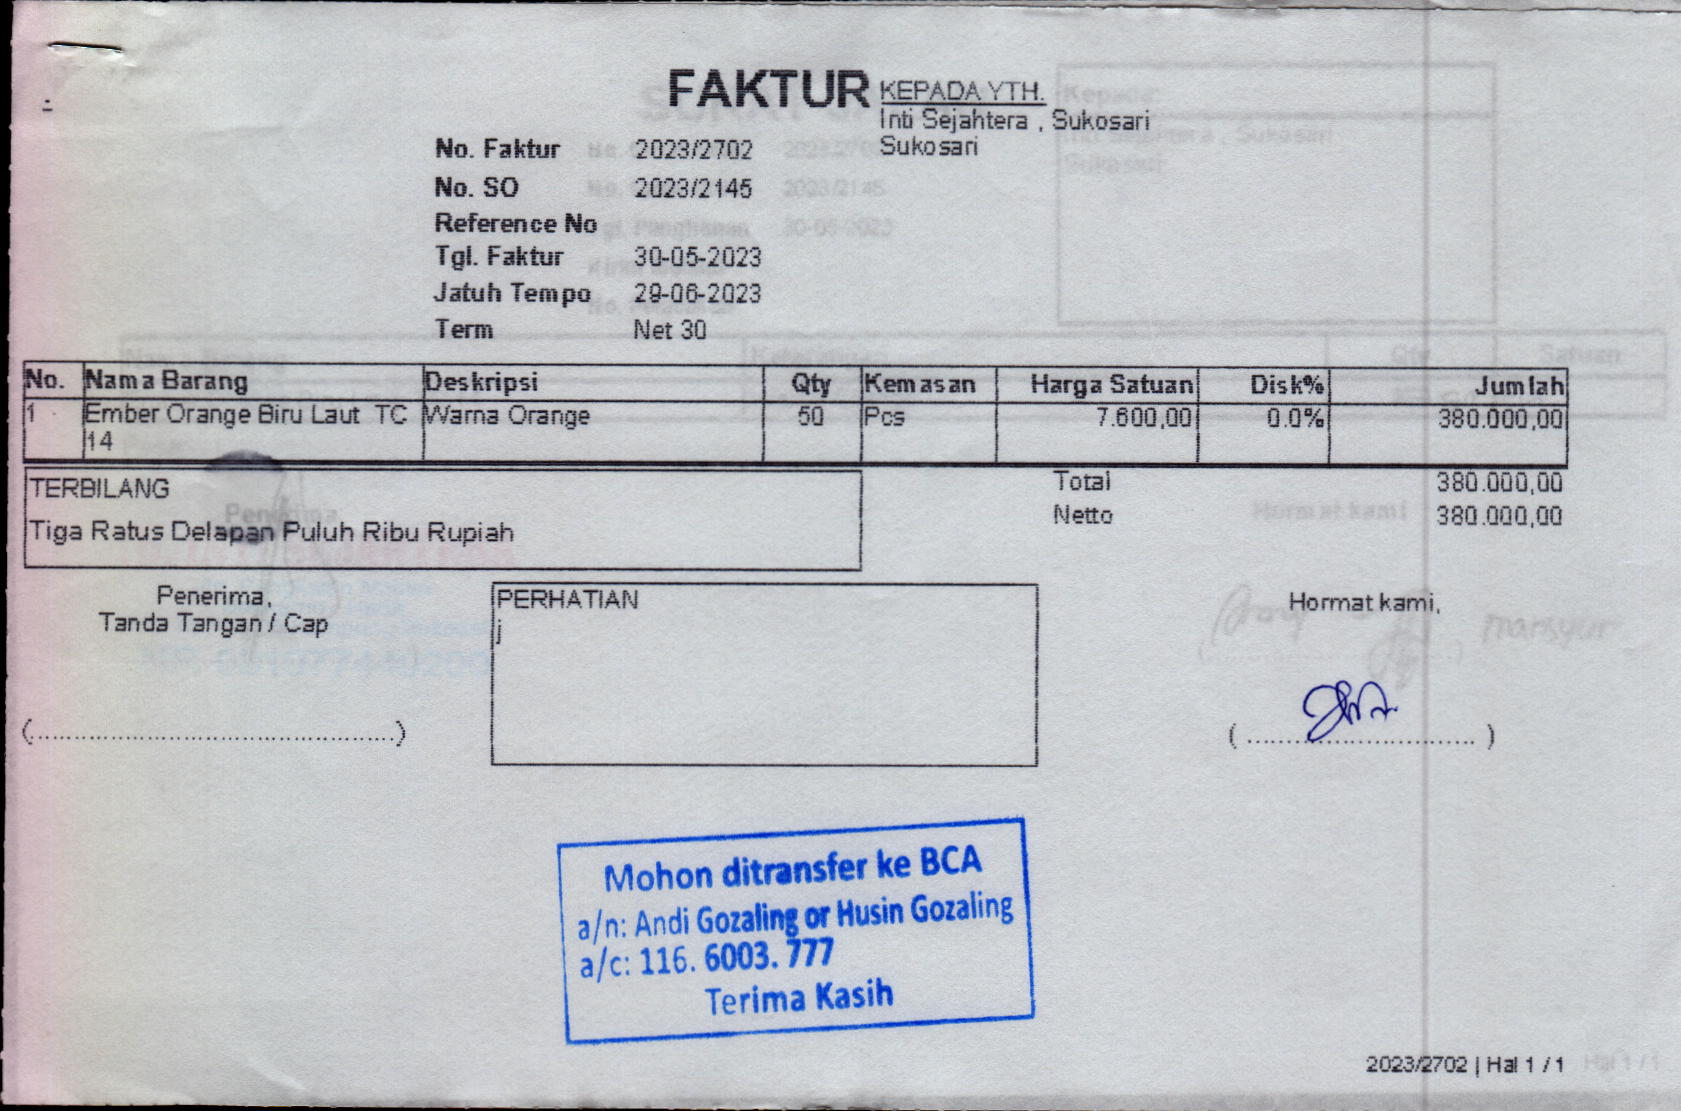 FAKTUR
KEPADA YTH.
Inti Sejahtera , Sukosari
Sukosari
No. Faktur 2023/2702
No. SO 2023/2145
Reference No
Tgl. Faktur 30-05-2023
Jatuh Tempo 29-06-2023
Term Net 30
No. Nama Barang Deskripsi Qty Kemasan Harga Satuan Disk% Jumlah
1 Ember Orange Biru Laut TC Warna Orange 50 Pcs 7.600,00 0.0% 380.000,00
14
Total 380.000,00
Netto 380.000,00
TERBILANG
Tiga Ratus Delapan Puluh Ribu Rupiah
Penerima,
Tanda Tangan / Cap
(.............................................)
PERHATIAN
j
Hormat kami,
( ............................. )
Mohon ditransfer ke BCA
a/n: Andi Gozaling or Husin Gozaling
a/c: 116. 6003. 777
Terima Kasih
2023/2702 | Hal 1 / 1